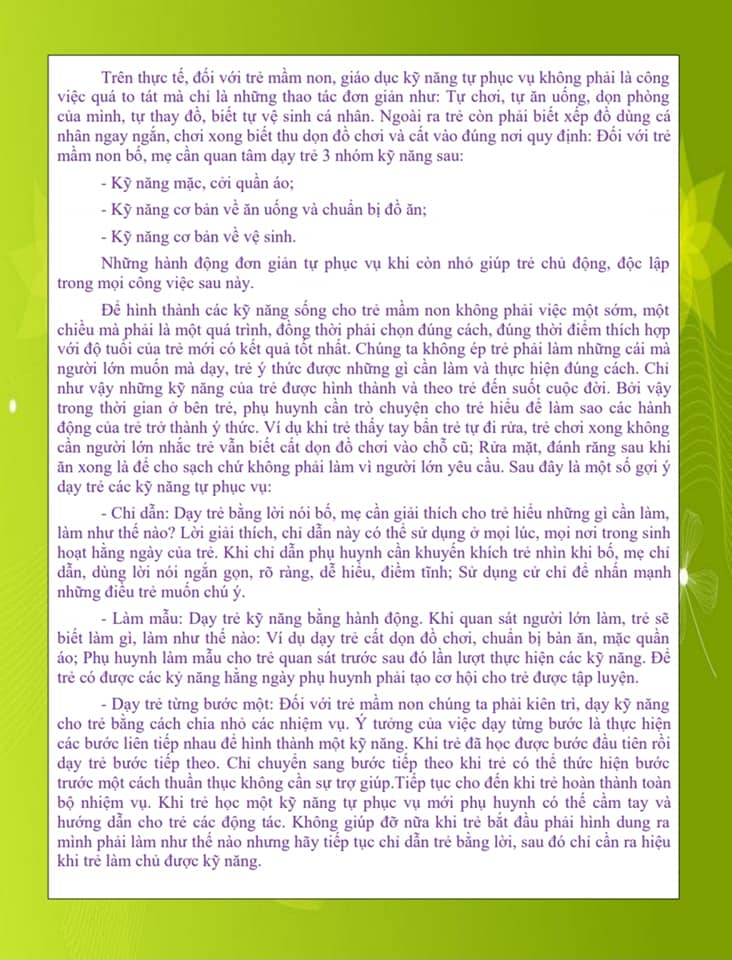 Trên thực tế, đối với trẻ mầm non, giáo dục kỹ năng tự phục vụ không phải là công
việc quá to tát mà chỉ là những thao tác đơn giản như: Tự chơi, tự ăn uống, dọn phòng
của mình, tự thay đồ, biết tự vệ sinh cá nhân. Ngoài ra trẻ còn phải biết xếp đồ dùng cá
nhân ngay ngắn, chơi xong biết thu dọn đồ chơi và cất vào đúng nơi quy định: Đối với trẻ
mầm non bố, mẹ cần quan tâm dạy trẻ 3 nhóm kỹ năng sau:
- Kỹ năng mặc, cởi quần áo;
- Kỹ năng cơ bản về ăn uống và chuẩn bị đồ ăn;
- Kỹ năng cơ bản về vệ sinh.
Những hành động đơn giản tự phục vụ khi còn nhỏ giúp trẻ chủ động, độc lập
trong mọi công việc sau này.
Để hình thành các kỹ năng sống cho trẻ mầm non không phải việc một sớm, một
chiều mà phải là một quá trình, đồng thời phải chọn đúng cách, đúng thời điểm thích hợp
với độ tuổi của trẻ mới có kết quả tốt nhất. Chúng ta không ép trẻ phải làm những cái mà
người lớn muốn mà dạy, trẻ ý thức được những gì cần làm và thực hiện đúng cách. Chỉ
như vậy những kỹ năng của trẻ được hình thành và theo trẻ đến suốt cuộc đời. Bởi vậy
trong thời gian ở bên trẻ, phụ huynh cần trò chuyện cho trẻ hiểu để làm sao các hành
động của trẻ trở thành ý thức. Ví dụ khi trẻ thấy tay bẩn trẻ tự đi rửa, trẻ chơi xong không
cần người lớn nhắc trẻ vẫn biết cất dọn đồ chơi vào chỗ cũ; Rửa mặt, đánh răng sau khi
ăn xong là để cho sạch chứ không phải làm vì người lớn yêu cầu. Sau đây là một số gợi ý
dạy trẻ các kỹ năng tự phục vụ:
- Chỉ dẫn: Dạy trẻ bằng lời nói bố, mẹ cần giải thích cho trẻ hiểu những gì cần làm,
làm như thế nào? Lời giải thích, chỉ dẫn này có thể sử dụng ở mọi lúc, mọi nơi trong sinh
hoạt hằng ngày của trẻ. Khi chỉ dẫn phụ huynh cần khuyến khích trẻ nhìn khi bố, mẹ chỉ
dẫn, dùng lời nói ngắn gọn, rõ ràng, dễ hiểu, điềm tĩnh; Sử dụng cử chỉ để nhấn mạnh
những điều trẻ muốn chú ý.
- Làm mẫu: Dạy trẻ kỹ năng bằng hành động. Khi quan sát người lớn làm, trẻ sẽ
biết làm gì, làm như thế nào: Ví dụ dạy trẻ cất dọn đồ chơi, chuẩn bị bàn ăn, mặc quần
áo; Phụ huynh làm mẫu cho trẻ quan sát trước sau đó lần lượt thực hiện các kỹ năng. Để
trẻ có được các kỷ năng hằng ngày phụ huynh phải tạo cơ hội cho trẻ được tập luyện.
- Dạy trẻ từng bước một: Đối với trẻ mầm non chúng ta phải kiên trì, dạy kỹ năng
cho trẻ bằng cách chia nhỏ các nhiệm vụ. Ý tưởng của việc dạy từng bước là thực hiện
các bước liên tiếp nhau để hình thành một kỹ năng. Khi trẻ đã học được bước đầu tiên rồi
dạy trẻ bước tiếp theo. Chỉ chuyển sang bước tiếp theo khi trẻ có thể thức hiện bước
trước một cách thuần thục không cần sự trợ giúp.Tiếp tục cho đến khi trẻ hoàn thành toàn
bộ nhiệm vụ. Khi trẻ học một kỹ năng tự phục vụ mới phụ huynh có thể cầm tay và
hướng dẫn cho trẻ các động tác. Không giúp đỡ nữa khi trẻ bắt đầu phải hình dung ra
mình phải làm như thế nào nhưng hãy tiếp tục chỉ dẫn trẻ bằng lời, sau đó chỉ cần ra hiệu
khi trẻ làm chủ được kỹ năng.